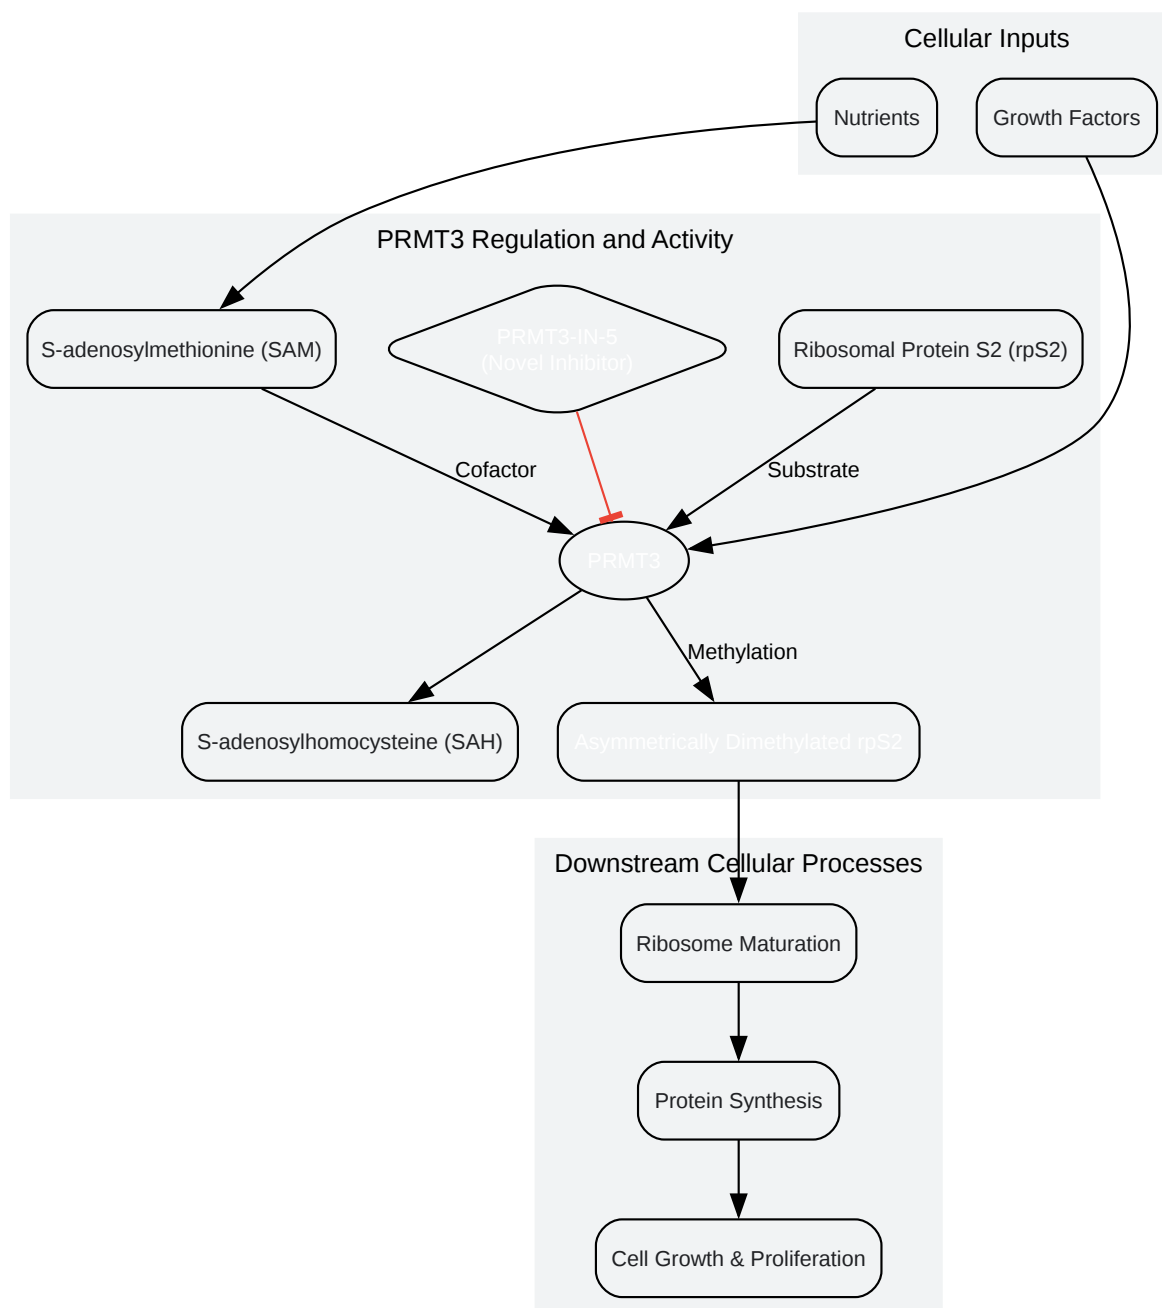 Cellular Inputs
Nutrients
Growth Factors
PRMT3 Regulation and Activity
S-adenosylmethionine (SAM)
PRMT3-IN-5
(Novel Inhibitor)
Ribosomal Protein S2 (rpS2)
Cofactor
Substrate
PRMT3
Methylation
S-adenosylhomocysteine (SAH)
Asymmetrically Dimethylated rpS2
Downstream Cellular Processes
Ribosome Maturation
Protein Synthesis
Cell Growth & Proliferation